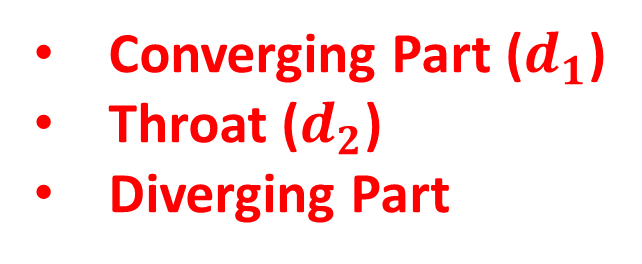 • Converging Part (d₁)
• Throat (d₂)
• Diverging Part